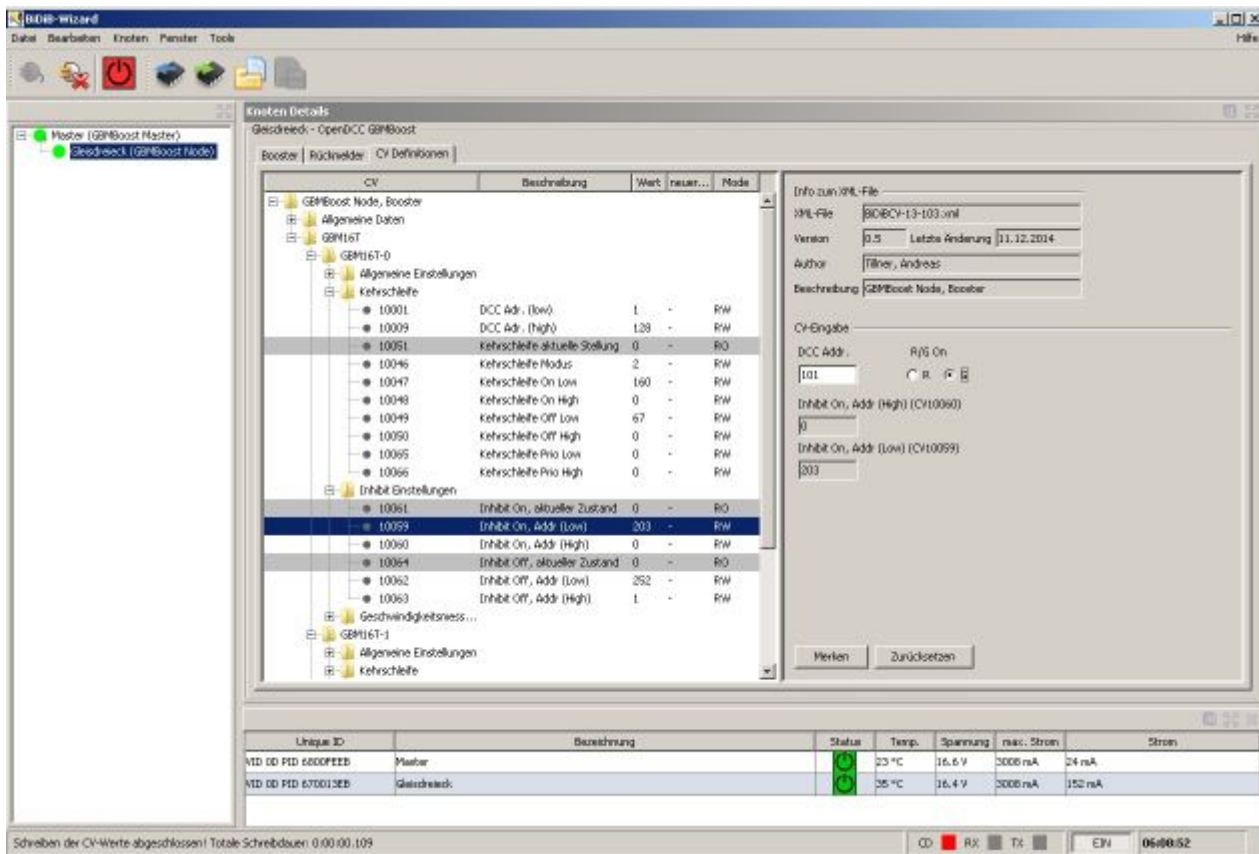 BiDiB-Wizard
Datei Bearbeiten Knoten Fenster Tools Hilfe
Master (GBMBoost Master)
Gleisdreieck (GBMBoost Node)
Knoten Details
Gleisdreieck - OpenDCC GBMBoost
Booster Rückmelder CV Definitionen
CV Beschreibung Wert neuer... Mode
GBMBoost Node, Booster
Allgemeine Daten
GBM16T
GBM16T-0
Allgemeine Einstellungen
Kehrschleife
10001 DCC Adr. (low) 1 - RW
10009 DCC Adr. (high) 128 - RW
10051 Kehrschleife aktuelle Stellung 0 - RO
10046 Kehrschleife Modus 2 - RW
10047 Kehrschleife On Low 160 - RW
10048 Kehrschleife On High 0 - RW
10049 Kehrschleife Off Low 67 - RW
10050 Kehrschleife Off High 0 - RW
10065 Kehrschleife Prio Low 0 - RW
10066 Kehrschleife Prio High 0 - RW
Inhibit Einstellungen
10061 Inhibit On, aktueller Zustand 0 - RO
10059 Inhibit On, Addr (Low) 203 - RW
10060 Inhibit On, Addr (High) 0 - RW
10064 Inhibit Off, aktueller Zustand 0 - RO
10062 Inhibit Off, Addr (Low) 252 - RW
10063 Inhibit Off, Addr (High) 1 - RW
Geschwindigkeitsmess...
GBM16T-1
Allgemeine Einstellungen
Kehrschleife
Info zum XML-File
XML-File BiDiBCV-13-103.xml
Version 0.5 Letzte Änderung 11.12.2014
Author Tillner, Andreas
Beschreibung GBMBoost Node, Booster
CV-Eingabe
DCC Addr. R/G On
101 R G
Inhibit On, Addr (High) (CV10060)
0
Inhibit On, Addr (Low) (CV10059)
203
Merken Zurücksetzen
Unique ID Bezeichnung Status Temp. Spannung max. Strom Strom
VID 0D PID 6800FEEB Master 23 °C 16.6 V 3008 mA 24 mA
VID 0D PID 670013EB Gleisdreieck 35 °C 16.4 V 3008 mA 152 mA
Schreiben der CV-Werte abgeschlossen! Totale Schreibdauer: 0:00:00.109 CD RX TX EIN 06:08:52